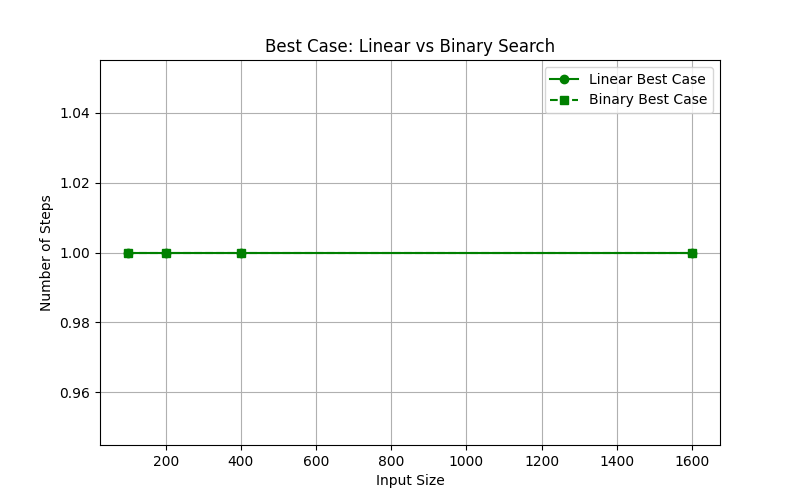 Best Case: Linear vs Binary Search
Linear Best Case
Binary Best Case
1.04
1.02
1.00
0.98
0.96
Number of Steps
200 400 600 800 1000 1200 1400 1600
Input Size